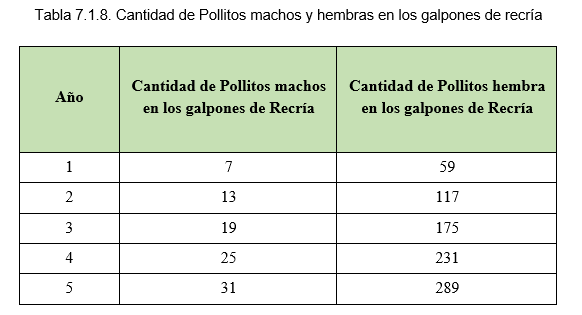 Tabla 7.1.8. Cantidad de Pollitos machos y hembras en los galpones de recría
Año
Cantidad de Pollitos machos
en los galpones de Recría
Cantidad de Pollitos hembra
en los galpones de Recría
1 7 59
2 13 117
3 19 175
4 25 231
5 31 289